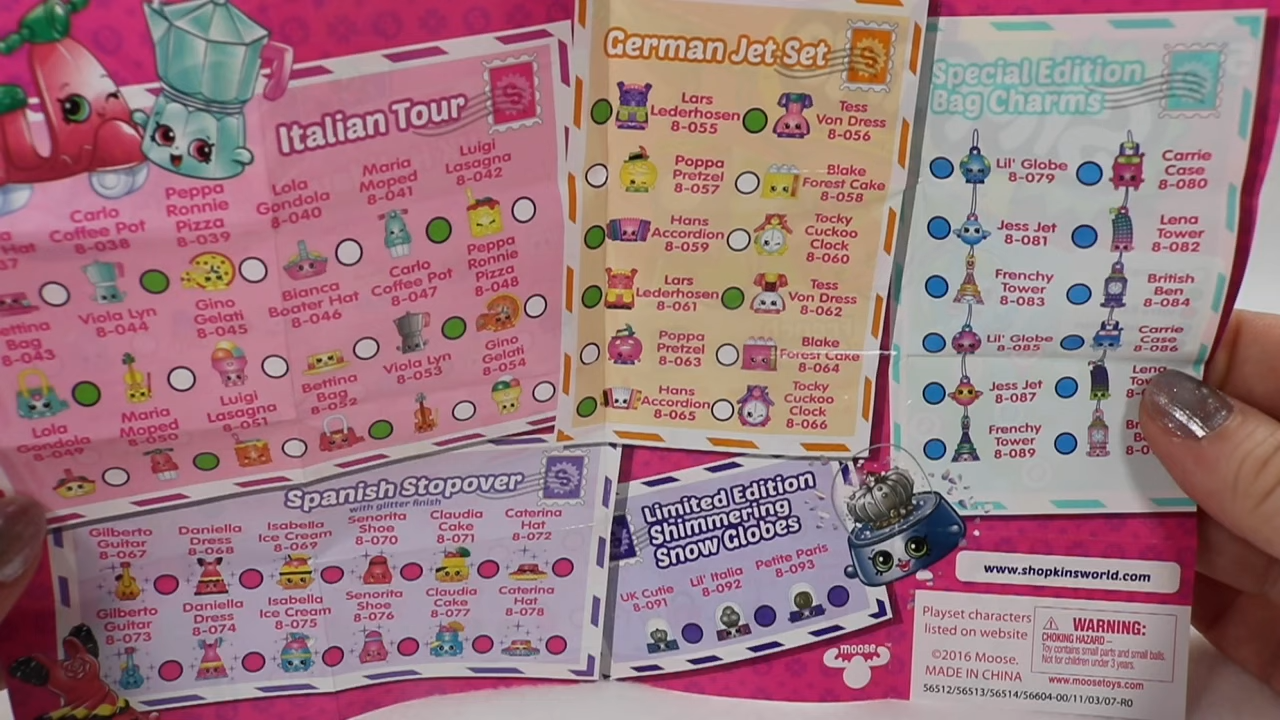 Italian Tour
Luigi
Lasagna
8-042
Maria
Moped
8-041
Lola
Gondola
8-040
Peppa
Ronnie
Pizza
8-039
Carlo
Coffee Pot
8-038
Hat
37
Peppa
Ronnie
Pizza
8-048
Carlo
Coffee Pot
8-047
Bianca
Boater Hat
8-046
Gino
Gelati
8-045
Viola Lyn
8-044
Bettina
Bag
8-043
Gino
Gelati
8-054
Viola Lyn
8-053
Bettina
Bag
8-052
Luigi
Lasagna
8-051
Maria
Moped
8-050
Lola
Gondola
8-049
German Jet Set
Lars
Lederhosen
8-055
Tess
Von Dress
8-056
Poppa
Pretzel
8-057
Blake
Forest Cake
8-058
Hans
Accordion
8-059
Tocky
Cuckoo
Clock
8-060
Lars
Lederhosen
8-061
Tess
Von Dress
8-062
Poppa
Pretzel
8-063
Blake
Forest Cake
8-064
Hans
Accordion
8-065
Tocky
Cuckoo
Clock
8-066
Special Edition
Bag Charms
Lil' Globe
8-079
Carrie
Case
8-080
Jess Jet
8-081
Lena
Tower
8-082
Frenchy
Tower
8-083
British
Ben
8-084
Lil' Globe
8-085
Carrie
Case
8-086
Jess Jet
8-087
Lena
Frenchy
Tower
8-089
Spanish Stopover
with glitter finish
Gilberto
Guitar
8-067
Daniella
Dress
8-068
Isabella
Ice Cream
8-069
Senorita
Shoe
8-070
Claudia
Cake
8-071
Caterina
Hat
8-072
Gilberto
Guitar
8-073
Daniella
Dress
8-074
Isabella
Ice Cream
8-075
Senorita
Shoe
8-076
Claudia
Cake
8-077
Caterina
Hat
8-078
Limited Edition
Shimmering
Snow Globes
UK Cutie
8-091
Lil' Italia
8-092
Petite Paris
8-093
moose
www.shopkinsworld.com
Playset characters
listed on website
©2016 Moose.
MADE IN CHINA
WARNING:
CHOKING HAZARD –
Toy contains small parts and small balls.
Not for children under 3 years.
www.moosetoys.com
56512/56513/56514/56604-00/11/03/07-R0